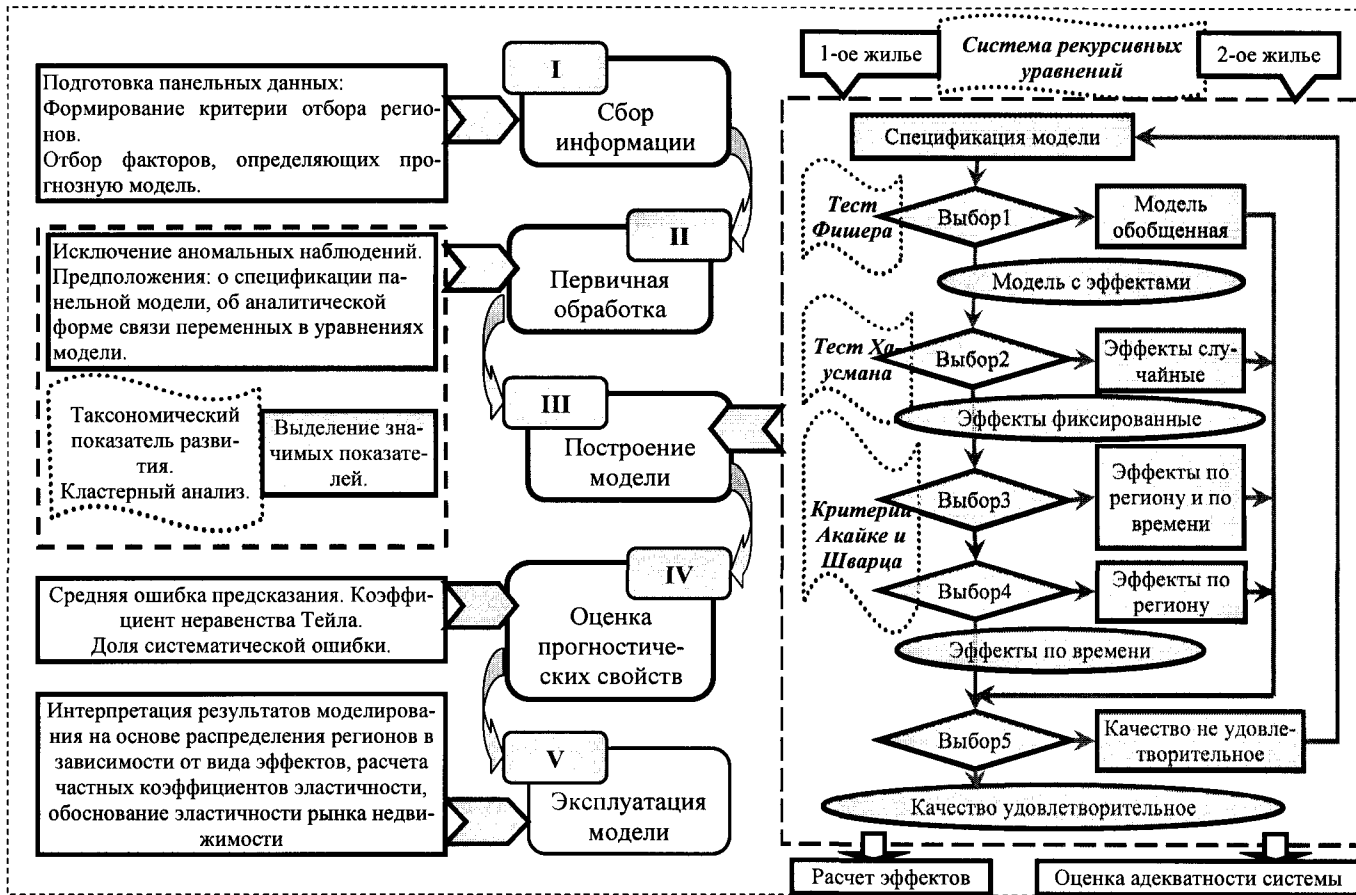 Подготовка панельных данных:
Формирование критерии отбора регио-
нов.
Отбор факторов, определяющих про-
гнозную модель.
I
Сбор
информации
Исключение аномальных наблюдений.
Предположения: о спецификации па-
нельной модели, об аналитической
форме связи переменных в уравнениях
модели.
Таксономический
показатель разви-
тия.
Кластерный анализ.
Выделение зна-
чимых показате-
лей.
II
Первичная
обработка
III
Построение
модели
Средняя ошибка предсказания. Коэффи-
циент неравенства Тейла.
Доля систематической ошибки.
IV
Оценка
прогностиче-
ских свойств
Интерпретация результатов моделирова-
ния на основе распределения регионов в
зависимости от вида эффектов, расчета
частных коэффициентов эластичности,
обоснование эластичности рынка недви-
жимости
V
Эксплуатация
модели
1-ое жилье
Система рекурсивных
уравнений
2-ое жилье
Спецификация модели
Тест
Фишера
Выбор1
Модель
обобщенная
Модель с эффектами
Тест Ха-
усмана
Выбор2
Эффекты слу-
чайные
Эффекты фиксированные
Критерий
Акайке и
Шварца
Выбор3
Эффекты по
региону и по
времени
Выбор4
Эффекты по
региону
Эффекты по времени
Выбор5
Качество не удовле-
творительное
Качество удовлетворительное
Расчет эффектов
Оценка адекватности системы